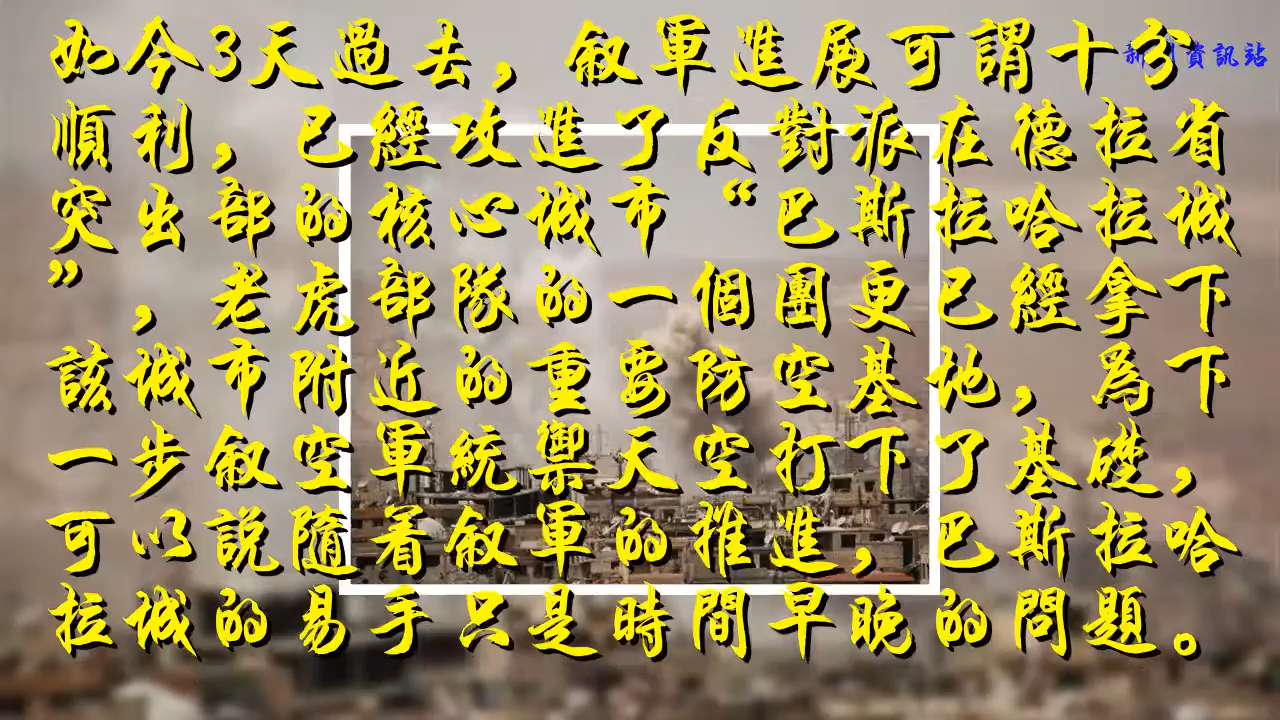 如今3天過去，敘軍進展可謂十分
順利，已經攻進了反對派在德拉省
突出部的核心城市“巴斯拉哈拉城
”，老虎部隊的一個團更已經拿下
該城市附近的重要防空基地，為下
一步敘空軍統禦天空打下了基礎，
可以說隨着敘軍的推進，巴斯拉哈
拉城的易手只是時間早晚的問題。
資訊站